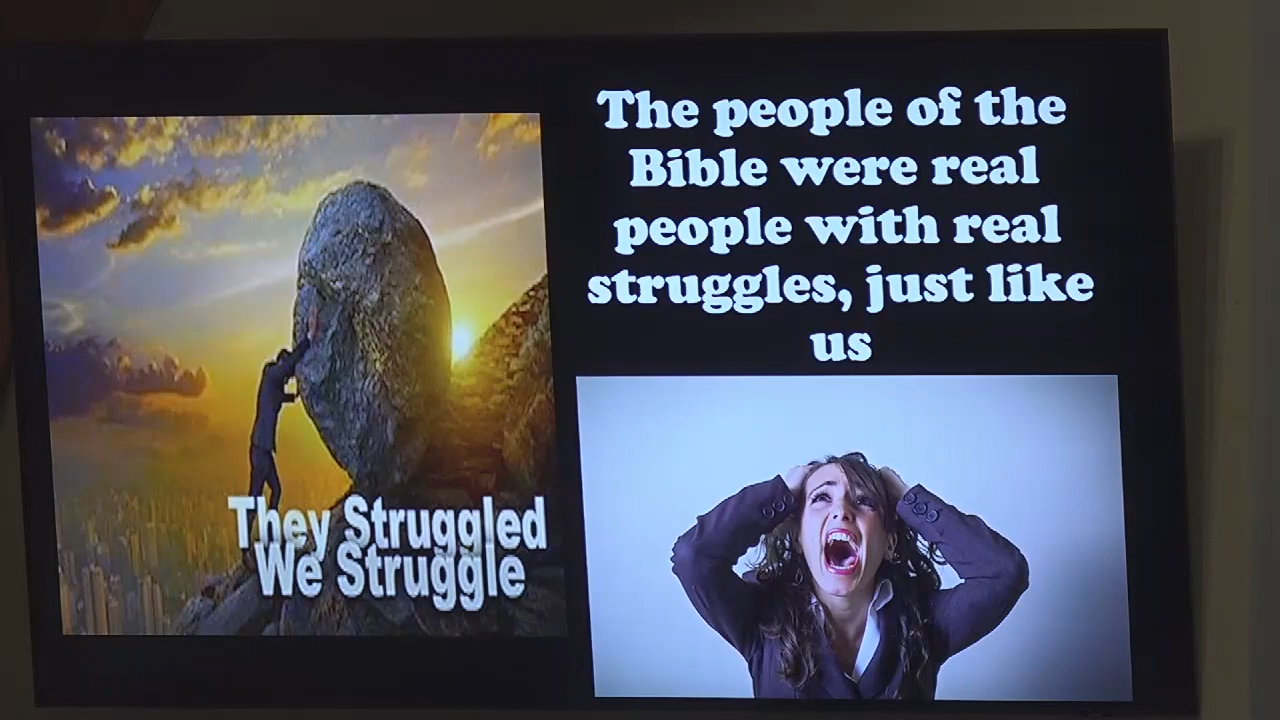 The people of the
Bible were real
people with real
struggles, just like
us
They Struggled
We Struggle